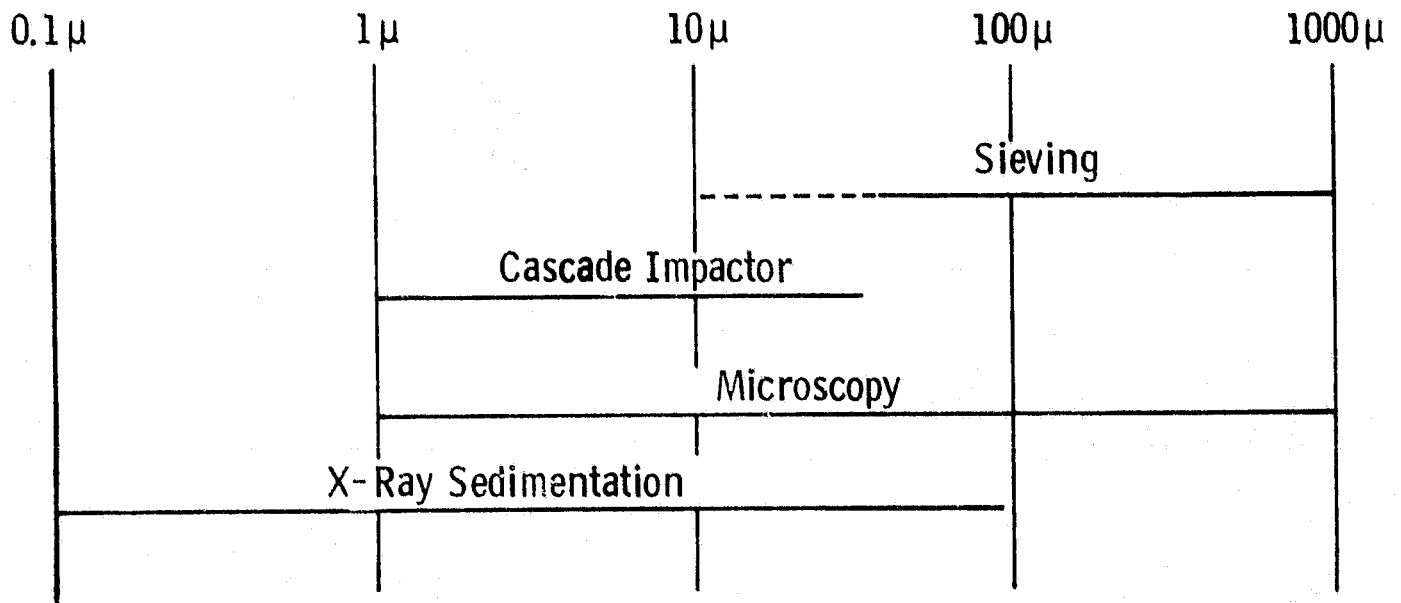 0.1μ 1μ 10μ 100μ 1000μ
Sieving
Cascade Impactor
Microscopy
X-Ray Sedimentation